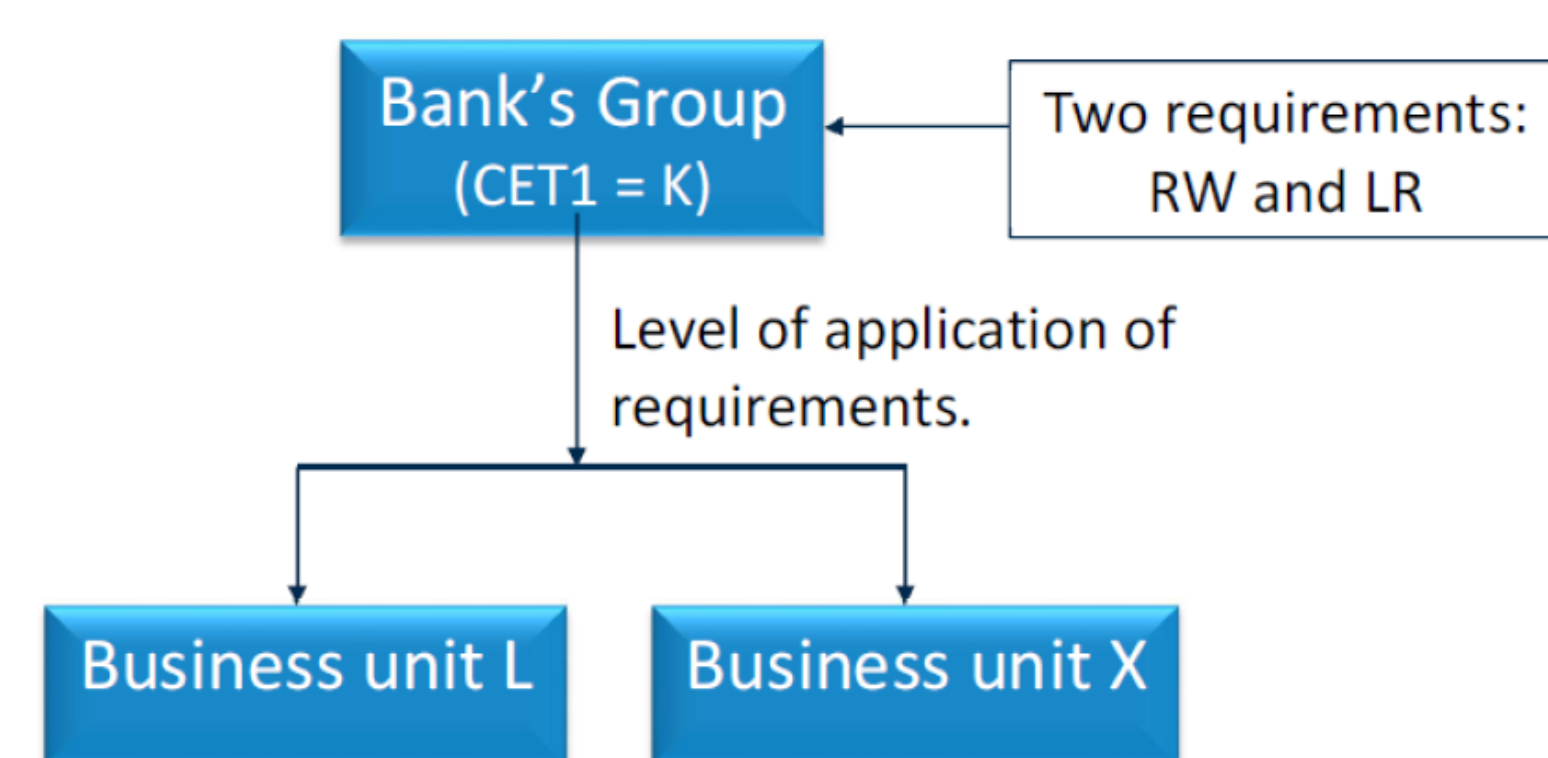 Bank’s Group
(CET1 = K)
Two requirements:
RW and LR
Level of application of
requirements.
Business unit L
Business unit X